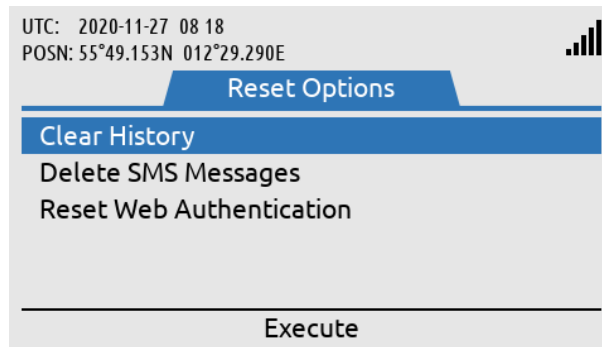 UTC: 2020-11-27 08 18
POSN: 55°49.153N 012°29.290E
Reset Options
Clear History
Delete SMS Messages
Reset Web Authentication
Execute